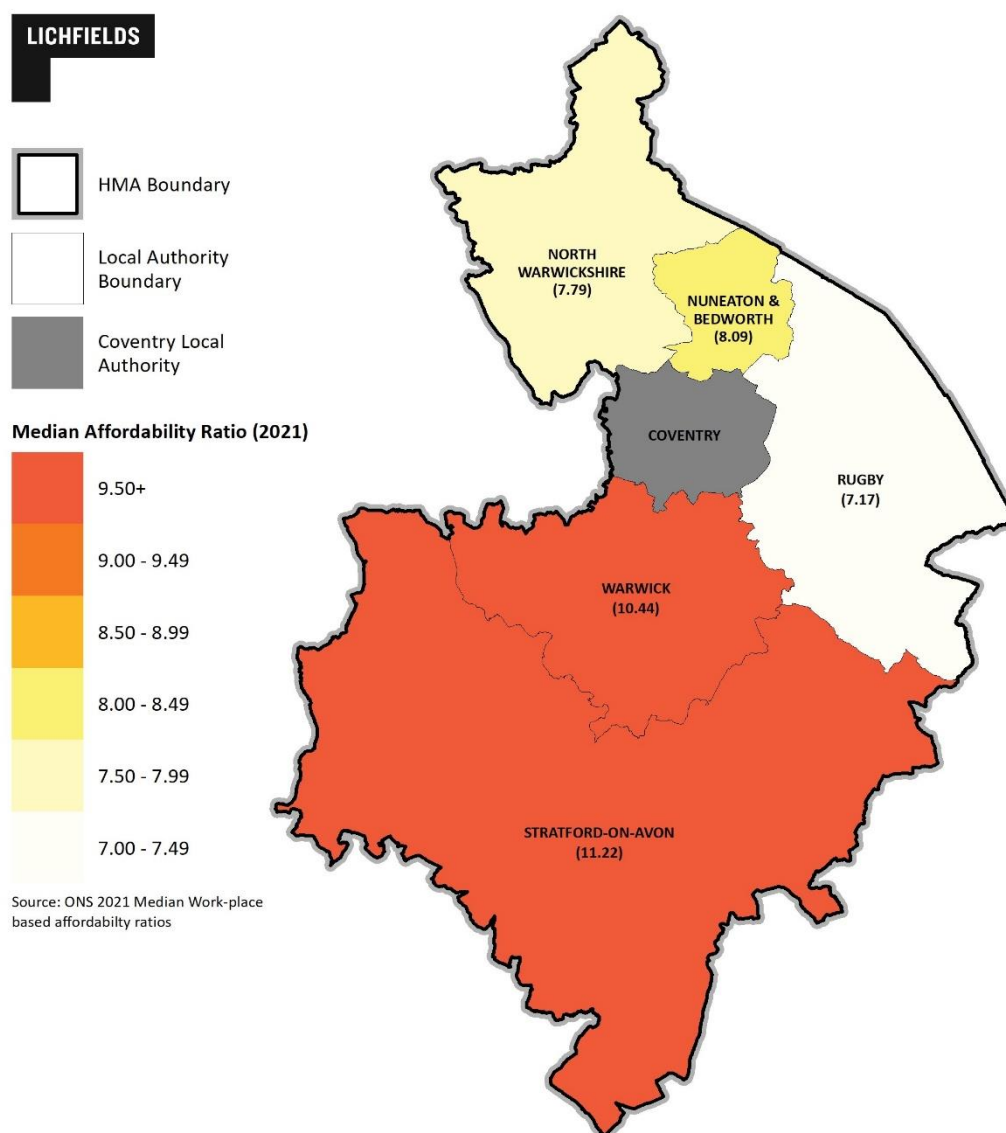 LICHFIELDS
HMA Boundary
Local Authority
Boundary
Coventry Local
Authority
Median Affordability Ratio (2021)
9.50+
9.00 - 9.49
8.50 - 8.99
8.00 - 8.49
7.50 - 7.99
7.00 - 7.49
Source: ONS 2021 Median Work-place
based affordabilty ratios
NORTH
WARWICKSHIRE
(7.79)
NUNEATON &
BEDWORTH
(8.09)
COVENTRY
RUGBY
(7.17)
WARWICK
(10.44)
STRATFORD-ON-AVON
(11.22)